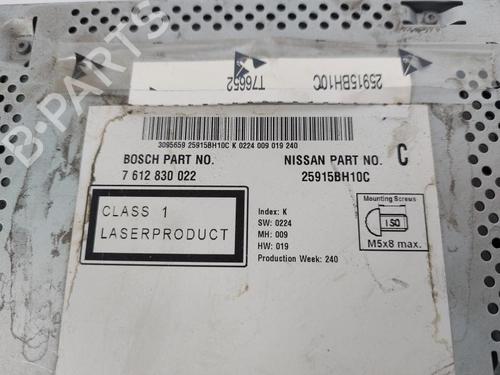 T76652 25915BH10C
3095659 25915BH10C K 0224 009 019 240
BOSCH PART NO. NISSAN PART NO. C
7 612 830 022 25915BH10C
CLASS 1
LASERPRODUCT
Index: K
SW: 0224
MH: 009
HW: 019
Production Week: 240
Mounting Screws
ISO
M5x8 max.
B-Parts